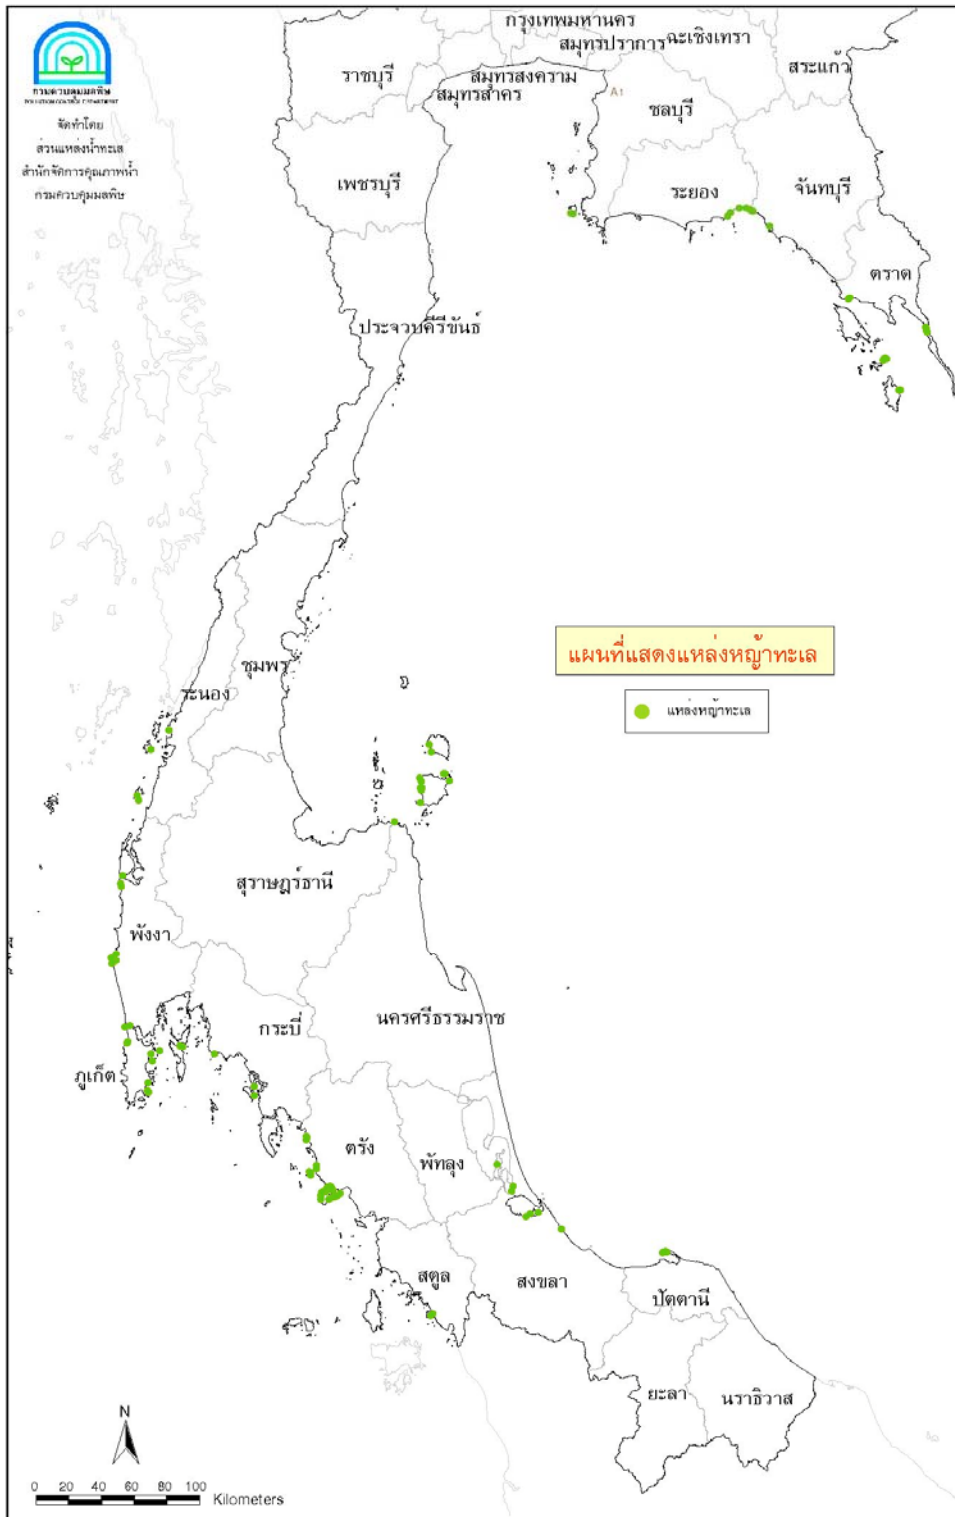 กรมควบคุมมลพิษ
POLLUTION CONTROL DEPARTMENT
จัดทำโดย
ส่วนแหล่งน้ำทะเล
สำนักจัดการคุณภาพน้ำ
กรมควบคุมมลพิษ
กรุงเทพมหานคร
สมุทรปราการ
ฉะเชิงเทรา
ราชบุรี
สมุทรสงคราม
สมุทรสาคร
สระแก้ว
A1
ชลบุรี
เพชรบุรี
ระยอง
จันทบุรี
ตราด
ประจวบคีรีขันธ์
แผนที่แสดงแหล่งหญ้าทะเล
แหล่งหญ้าทะเล
ชุมพร
ระนอง
สุราษฎร์ธานี
พังงา
นครศรีธรรมราช
กระบี่
ภูเก็ต
ตรัง
พัทลุง
สตูล
สงขลา
ปัตตานี
ยะลา
นราธิวาส
N
0 20 40 60 80 100
Kilometers